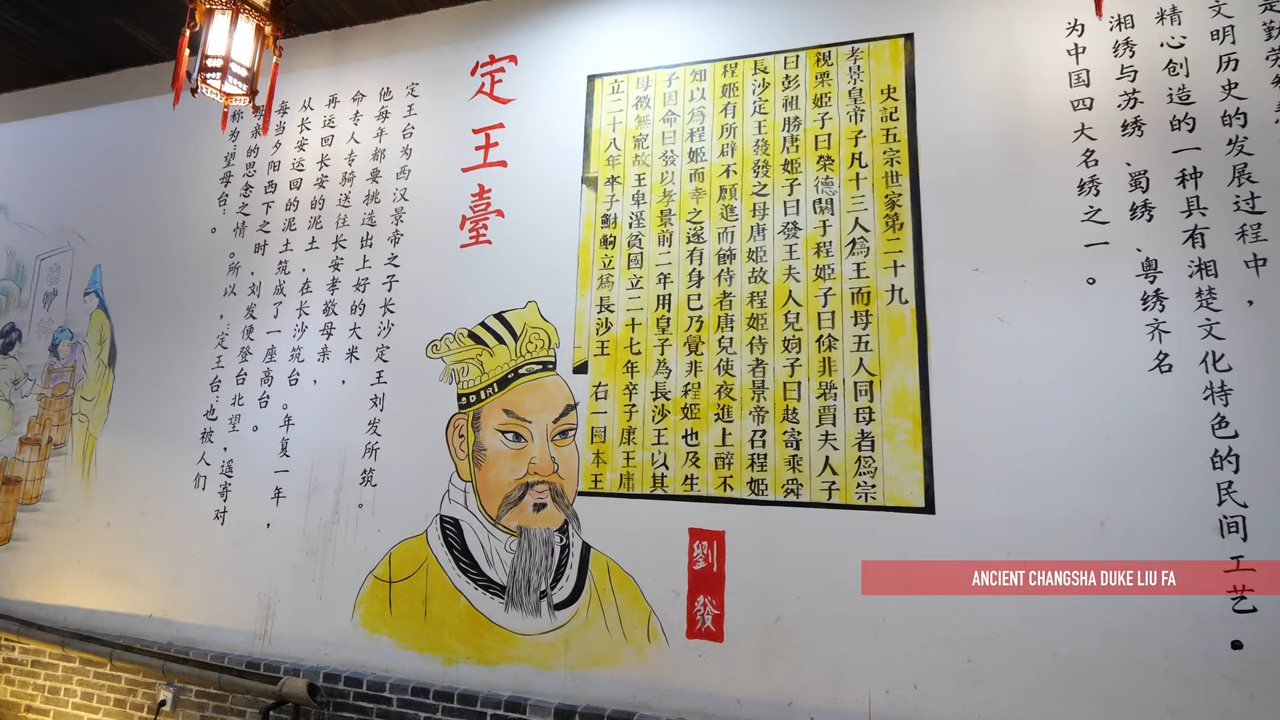 是勤劳
文明历史的发展过程中，
精心创造的一种具有湘楚文化特色的民间工艺。
湘绣与苏绣、蜀绣、粤绣齐名
为中国四大名绣之一。
史記五宗世家第二十九
孝景皇帝子凡十三人為王而母五人同母者為宗
親栗姬子曰榮德閼于程姬子曰餘非端賈夫人子
曰彭祖勝唐姬子曰發王夫人兒姁子曰越寄乘舜
長沙定王發發之母唐姬故程姬侍者景帝召程姬
程姬有所辟不願進而飾侍者唐兒使夜進上醉不
知以為程姬而幸之遂有身已乃覺非程姬也及生
子因命曰發以孝景前二年用皇子為長沙王以其
母微無寵故王卑溼貧國立二十七年卒子康王庸
立二十八年卒子鮒鮈立為長沙王 右一國本王
劉發
定王臺
定王台为西汉景帝之子长沙定王刘发所筑。
他每年都要挑选出上好的大米，
命专人专骑送往长安孝敬母亲，
再运回长安的泥土，在长沙筑台。年复一年，
从长安运回的泥土筑成了一座高台。
每当夕阳西下之时，刘发便登台北望，遥寄对
母亲的思念之情。所以，"定王台"也被人们
称为"望母台"。
ANCIENT CHANGSHA DUKE LIU FA